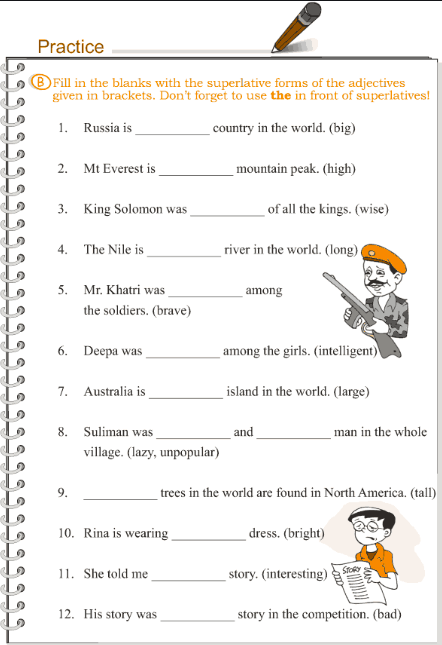 Practice
B Fill in the blanks with the superlative forms of the adjectives
given in brackets. Don't forget to use the in front of superlatives!
1. Russia is ___________ country in the world. (big)
2. Mt Everest is ___________ mountain peak. (high)
3. King Solomon was ___________ of all the kings. (wise)
4. The Nile is ___________ river in the world. (long)
5. Mr. Khatri was ___________ among
the soldiers. (brave)
6. Deepa was ___________ among the girls. (intelligent)
7. Australia is ___________ island in the world. (large)
8. Suliman was ___________ and ___________ man in the whole
village. (lazy, unpopular)
9. ___________ trees in the world are found in North America. (tall)
10. Rina is wearing ___________ dress. (bright)
11. She told me ___________ story. (interesting)
STORY
12. His story was ___________ story in the competition. (bad)